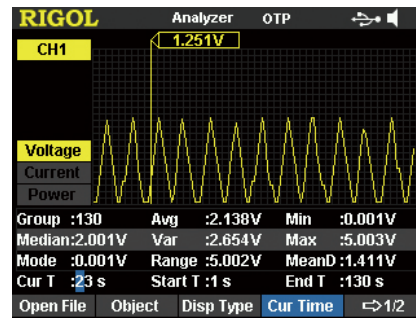 RIGOL Analyzer OTP
CH1
1.251V
Voltage
Current
Power
Group :130 Avg :2.138V Min :0.001V
Median:2.001V Var :2.654V Max :5.003V
Mode :0.001V Range :5.002V MeanD:1.411V
Cur T :23 s Start T :1 s End T :130 s
Open File Object Disp Type Cur Time ⇨1/2